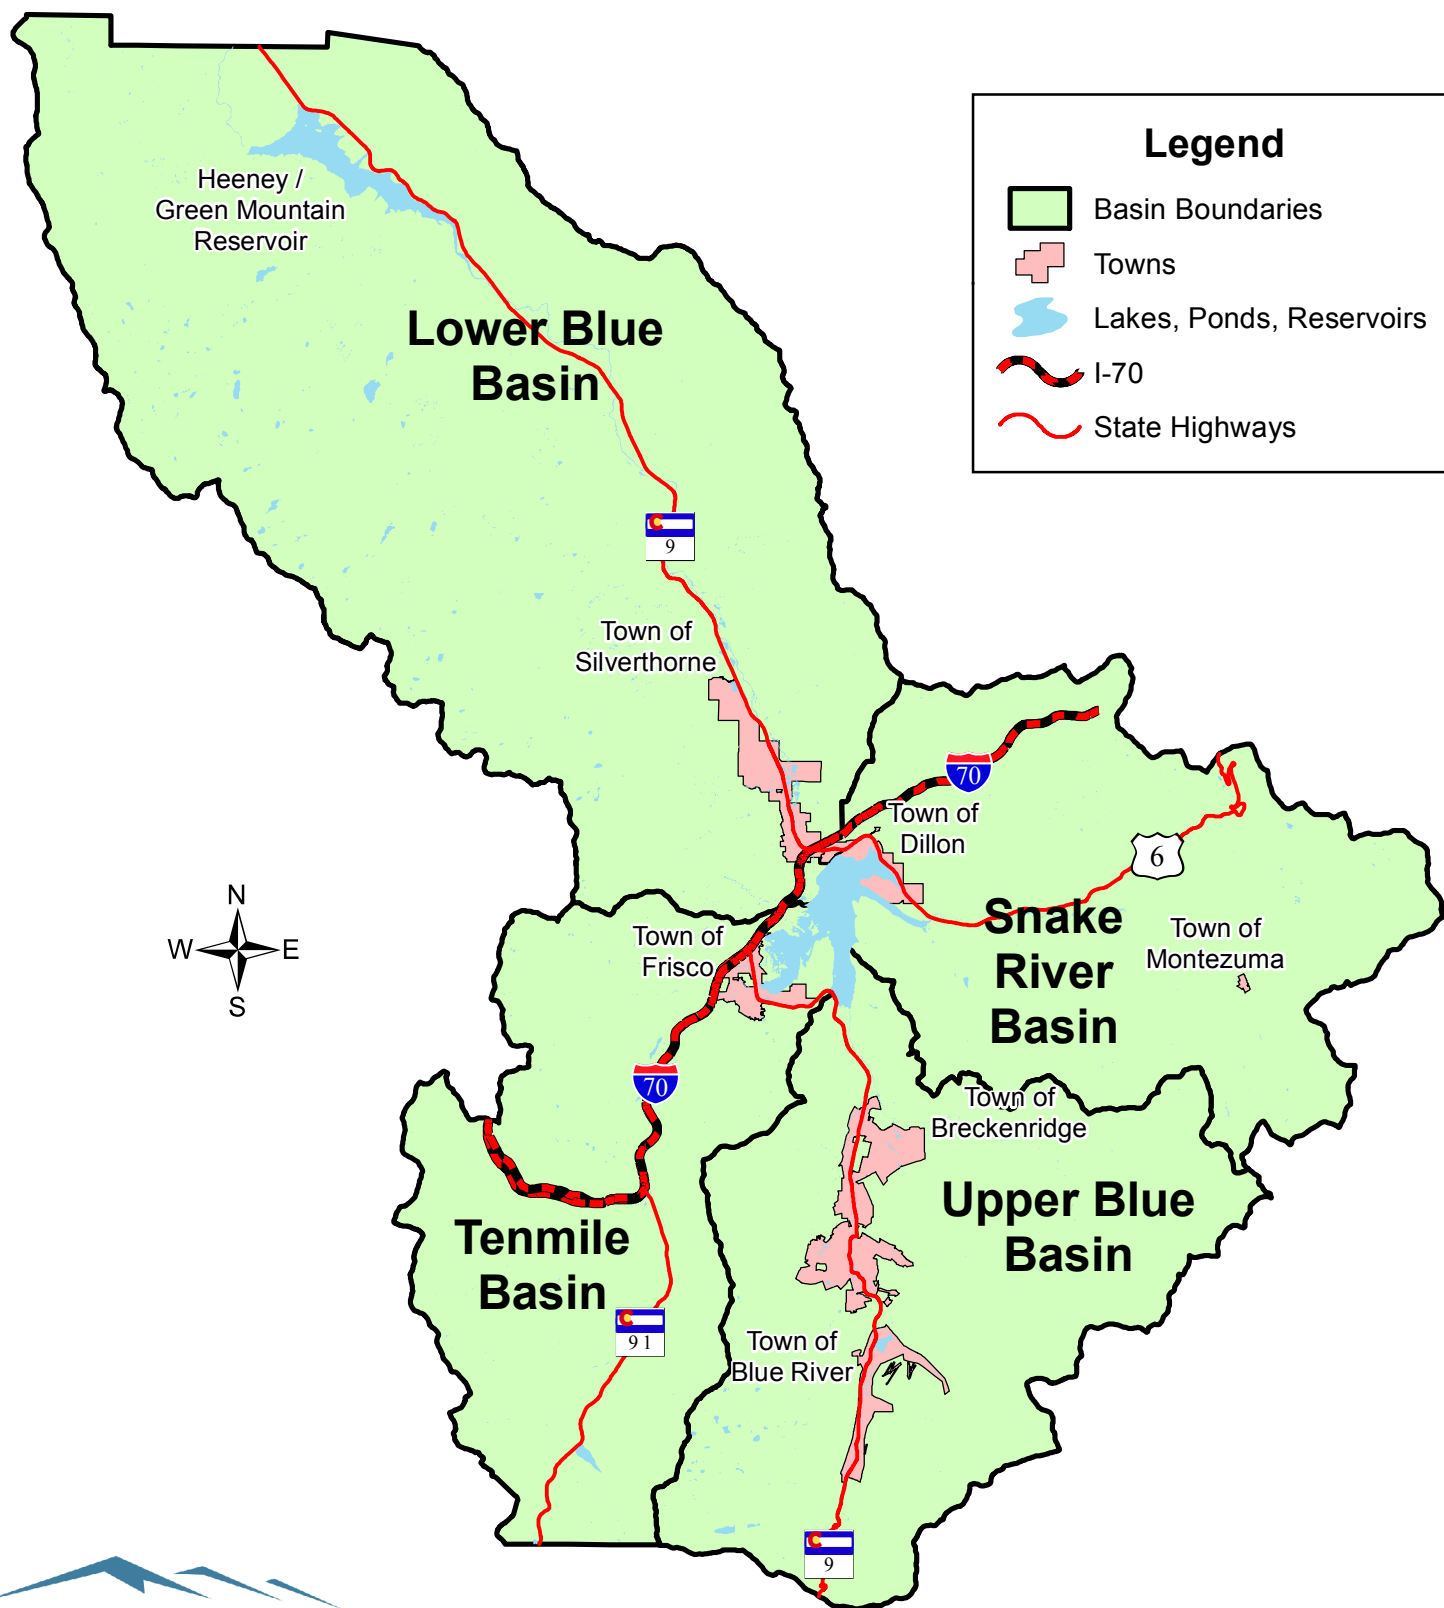 Legend
Basin Boundaries
Towns
Lakes, Ponds, Reservoirs
I-70
State Highways
Heeney /
Green Mountain
Reservoir
Lower Blue
Basin
9
Town of
Silverthorne
70
Town of
Dillon
6
N
W
E
S
Town of
Frisco
Snake
River
Basin
Town of
Montezuma
70
Town of
Breckenridge
Upper Blue
Basin
Tenmile
Basin
91
Town of
Blue River
9